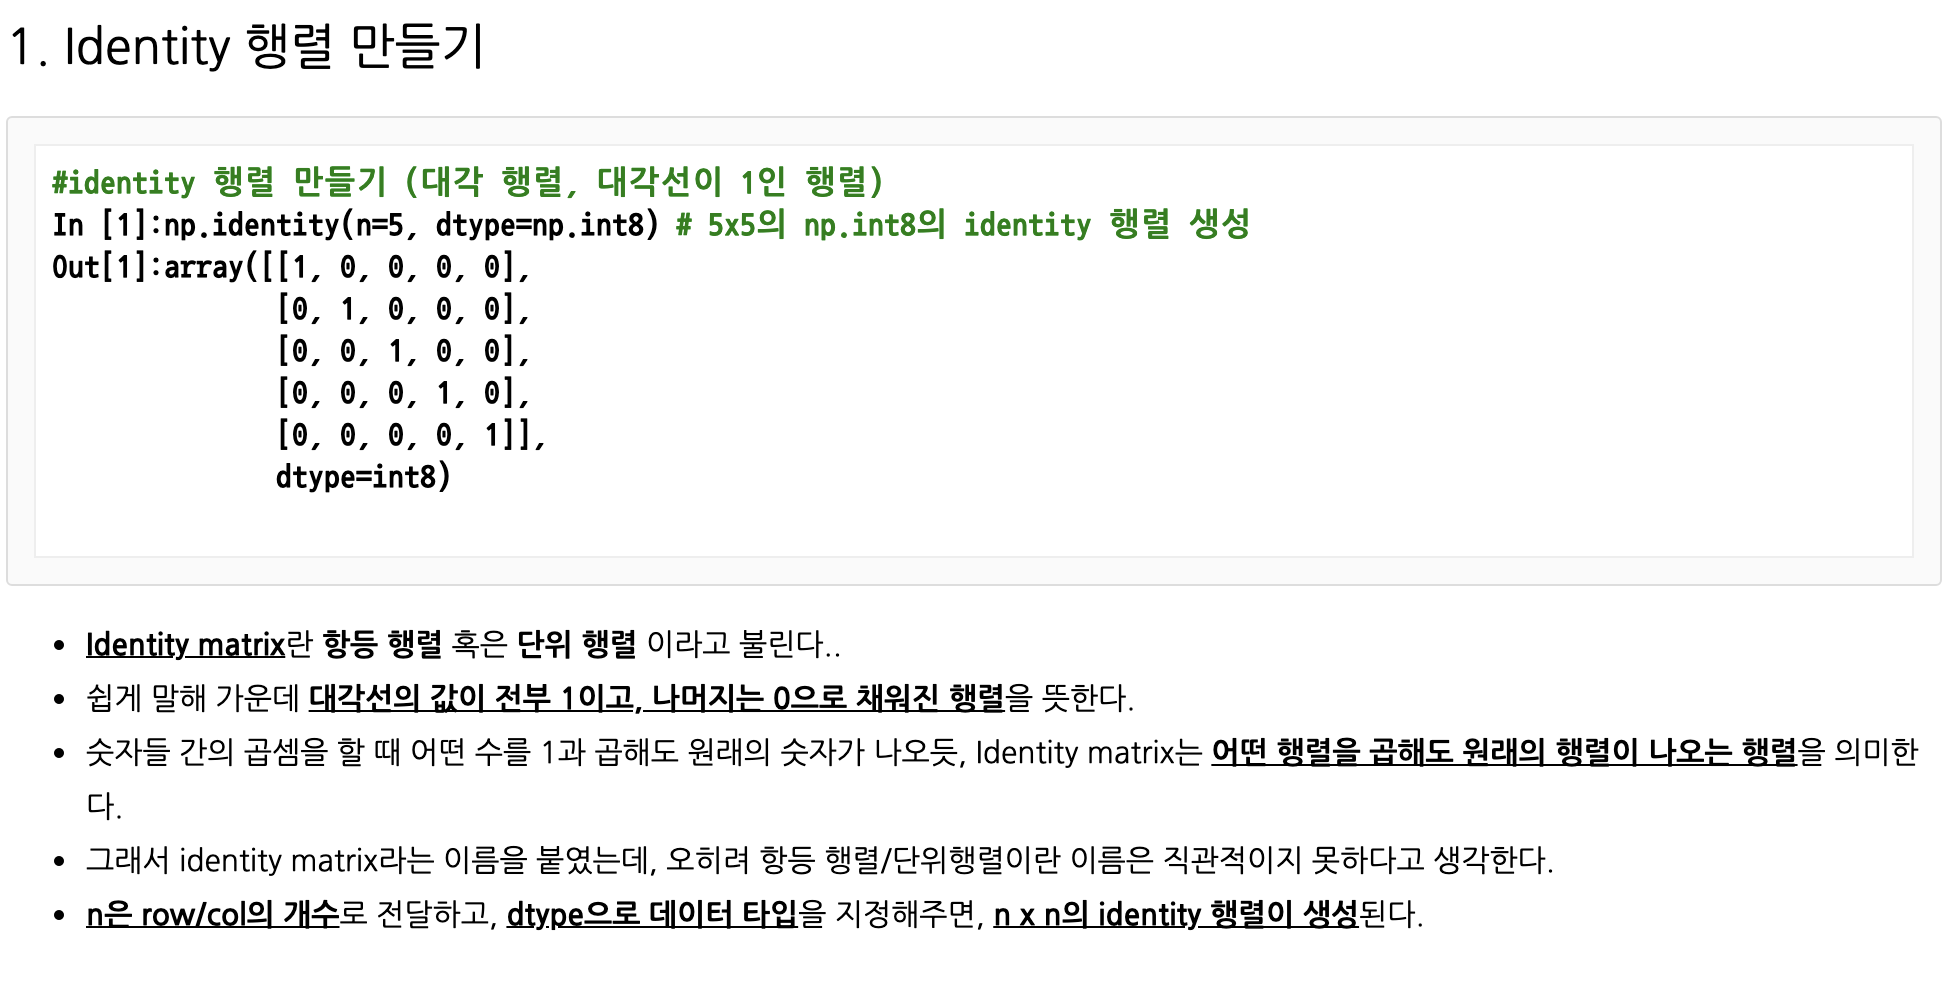 1. Identity 행렬 만들기
#identity 행렬 만들기 (대각 행렬, 대각선이 1인 행렬)
In [1]:np.identity(n=5, dtype=np.int8) # 5x5의 np.int8의 identity 행렬 생성
Out[1]:array([[1, 0, 0, 0, 0],
[0, 1, 0, 0, 0],
[0, 0, 1, 0, 0],
[0, 0, 0, 1, 0],
[0, 0, 0, 0, 1]],
dtype=int8)
• Identity matrix란 항등 행렬 혹은 단위 행렬 이라고 불린다..
• 쉽게 말해 가운데 대각선의 값이 전부 1이고, 나머지는 0으로 채워진 행렬을 뜻한다.
• 숫자들 간의 곱셈을 할 때 어떤 수를 1과 곱해도 원래의 숫자가 나오듯, Identity matrix는 어떤 행렬을 곱해도 원래의 행렬이 나오는 행렬을 의미한
다.
• 그래서 identity matrix라는 이름을 붙였는데, 오히려 항등 행렬/단위행렬이란 이름은 직관적이지 못하다고 생각한다.
• n은 row/col의 개수로 전달하고, dtype으로 데이터 타입을 지정해주면, n x n의 identity 행렬이 생성된다.